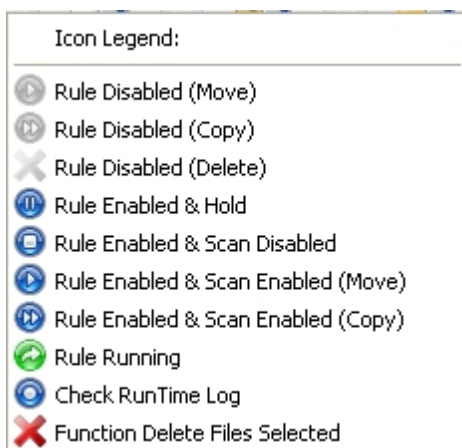 Icon Legend:
Rule Disabled (Move)
Rule Disabled (Copy)
Rule Disabled (Delete)
Rule Enabled & Hold
Rule Enabled & Scan Disabled
Rule Enabled & Scan Enabled (Move)
Rule Enabled & Scan Enabled (Copy)
Rule Running
Check RunTime Log
Function Delete Files Selected